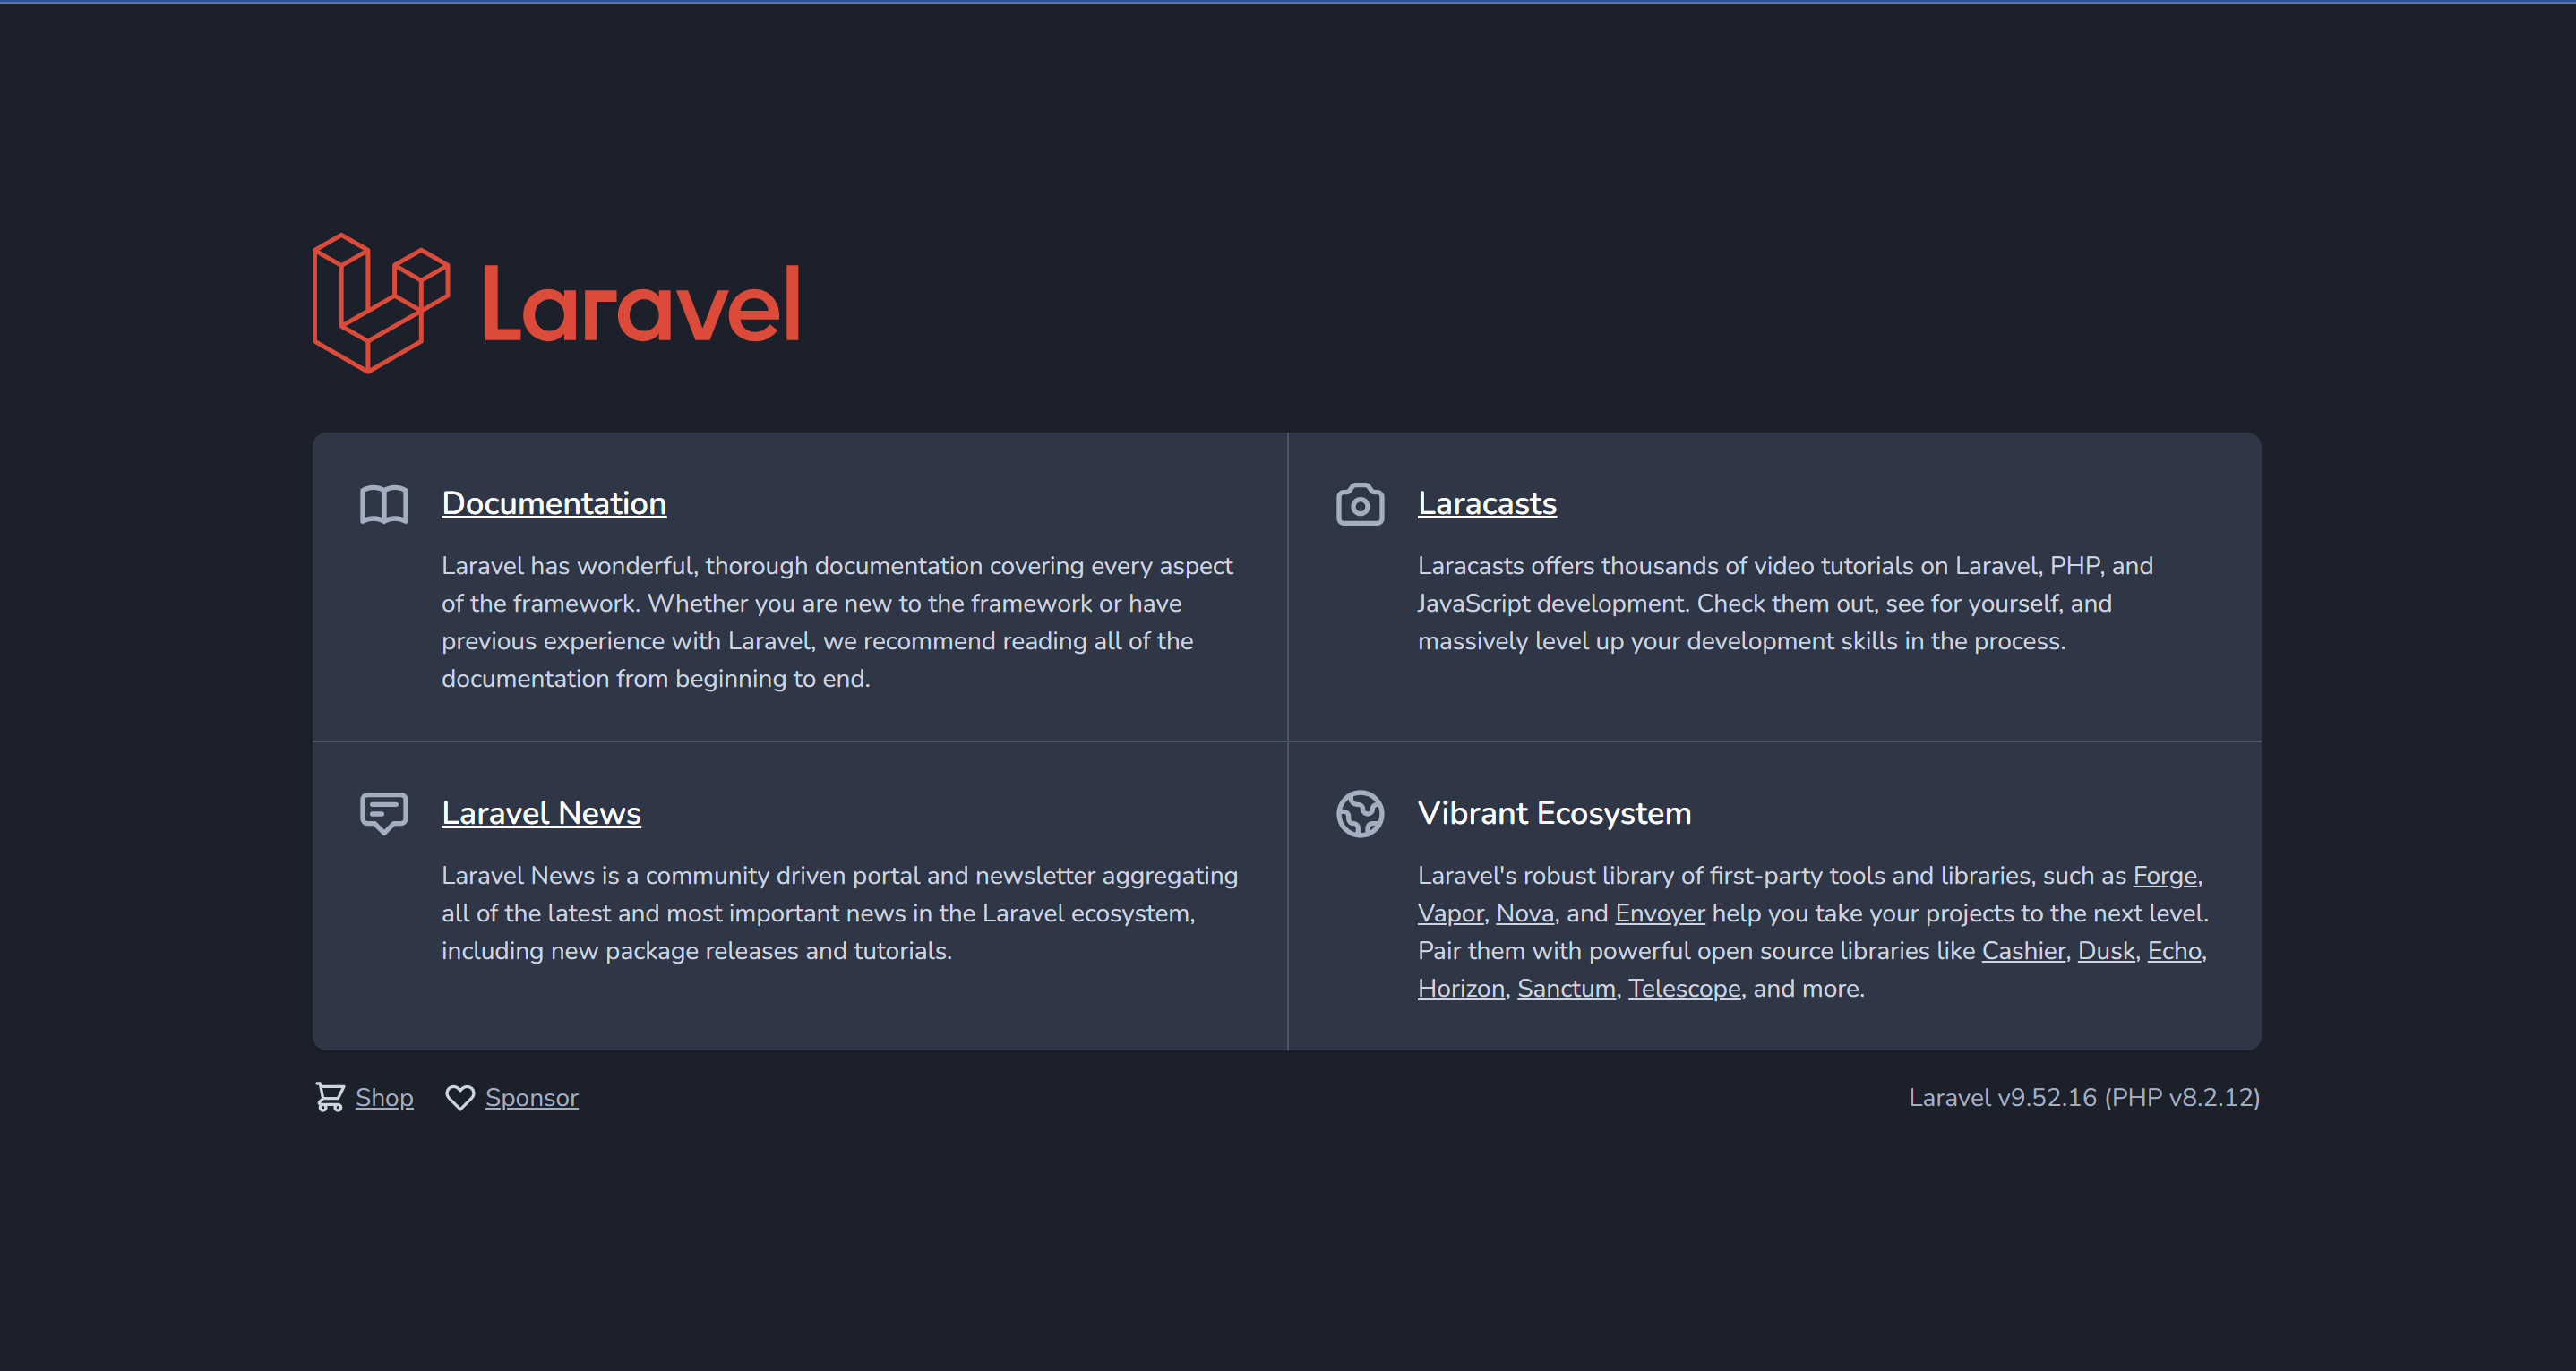 Laravel
Documentation
Laravel has wonderful, thorough documentation covering every aspect
of the framework. Whether you are new to the framework or have
previous experience with Laravel, we recommend reading all of the
documentation from beginning to end.
Laracasts
Laracasts offers thousands of video tutorials on Laravel, PHP, and
JavaScript development. Check them out, see for yourself, and
massively level up your development skills in the process.
Laravel News
Laravel News is a community driven portal and newsletter aggregating
all of the latest and most important news in the Laravel ecosystem,
including new package releases and tutorials.
Vibrant Ecosystem
Laravel's robust library of first-party tools and libraries, such as Forge,
Vapor, Nova, and Envoyer help you take your projects to the next level.
Pair them with powerful open source libraries like Cashier, Dusk, Echo,
Horizon, Sanctum, Telescope, and more.
Shop
Sponsor
Laravel v9.52.16 (PHP v8.2.12)